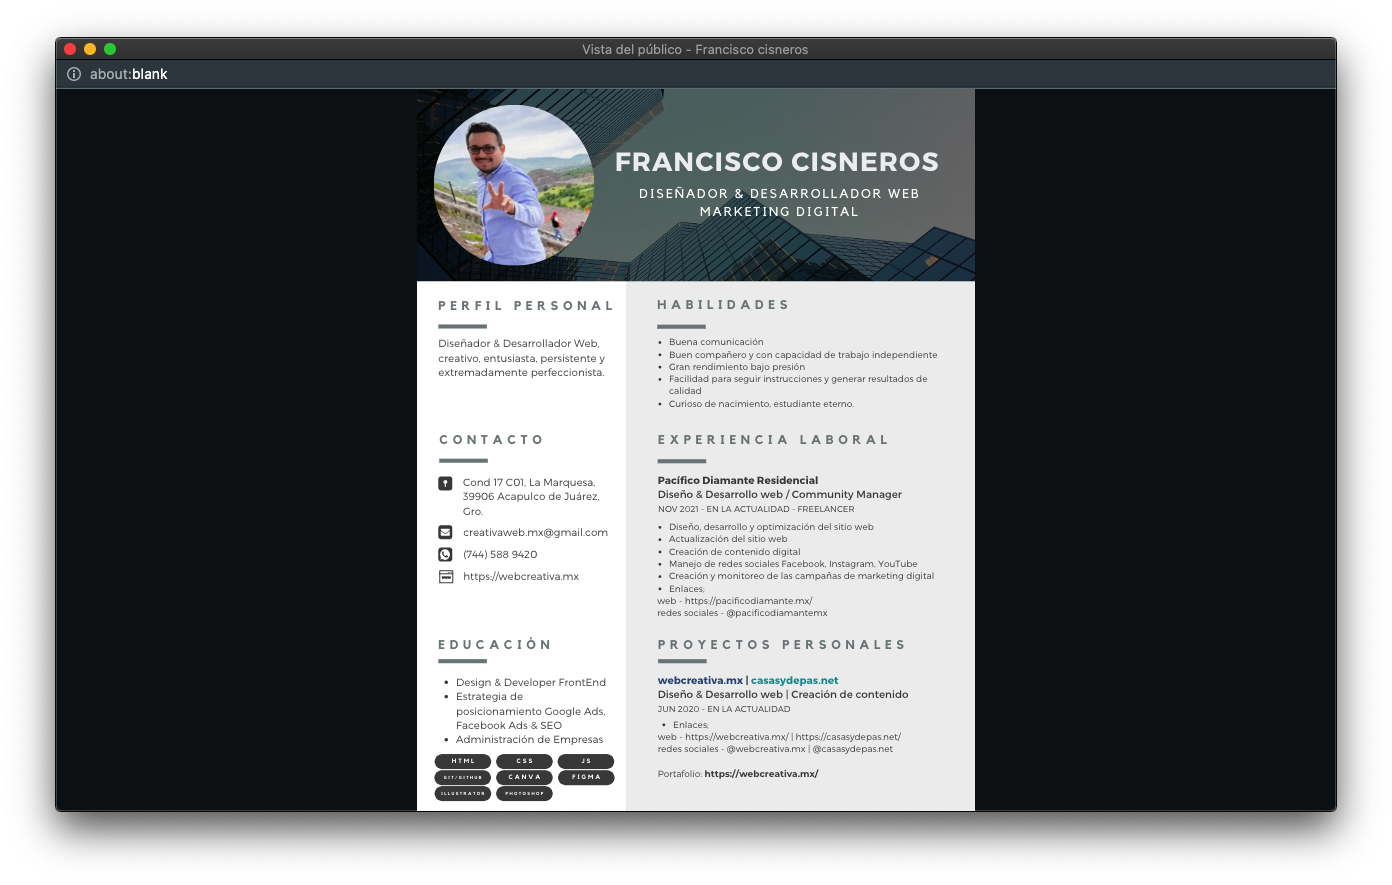 Vista del público - Francisco cisneros
about:blank
FRANCISCO CISNEROS
DISEÑADOR & DESARROLLADOR WEB
MARKETING DIGITAL
PERFIL PERSONAL
Diseñador & Desarrollador Web,
creativo, entusiasta, persistente y
extremadamente perfeccionista.
CONTACTO
Cond 17 C01, La Marquesa,
39906 Acapulco de Juárez,
Gro.
creativaweb.mx@gmail.com
(744) 588 9420
https://webcreativa.mx
EDUCACIÓN
• Design & Developer FrontEnd
• Estrategia de
posicionamiento Google Ads,
Facebook Ads & SEO
• Administración de Empresas
HTML CSS JS
GIT/GITHUB CANVA FIGMA
ILLUSTRATOR PHOTOSHOP
HABILIDADES
• Buena comunicación
• Buen compañero y con capacidad de trabajo independiente
• Gran rendimiento bajo presión
• Facilidad para seguir instrucciones y generar resultados de
calidad
• Curioso de nacimiento, estudiante eterno.
EXPERIENCIA LABORAL
Pacífico Diamante Residencial
Diseño & Desarrollo web / Community Manager
NOV 2021 - EN LA ACTUALIDAD - FREELANCER
• Diseño, desarrollo y optimización del sitio web
• Actualización del sitio web
• Creación de contenido digital
• Manejo de redes sociales Facebook, Instagram, YouTube
• Creación y monitoreo de las campañas de marketing digital
• Enlaces;
web - https://pacificodiamante.mx/
redes sociales - @pacificodiamantemx
PROYECTOS PERSONALES
webcreativa.mx | casasydepas.net
Diseño & Desarrollo web | Creación de contenido
JUN 2020 - EN LA ACTUALIDAD
• Enlaces;
web - https://webcreativa.mx/ | https://casasydepas.net/
redes sociales - @webcreativa.mx | @casasydepas.net
Portafolio: https://webcreativa.mx/